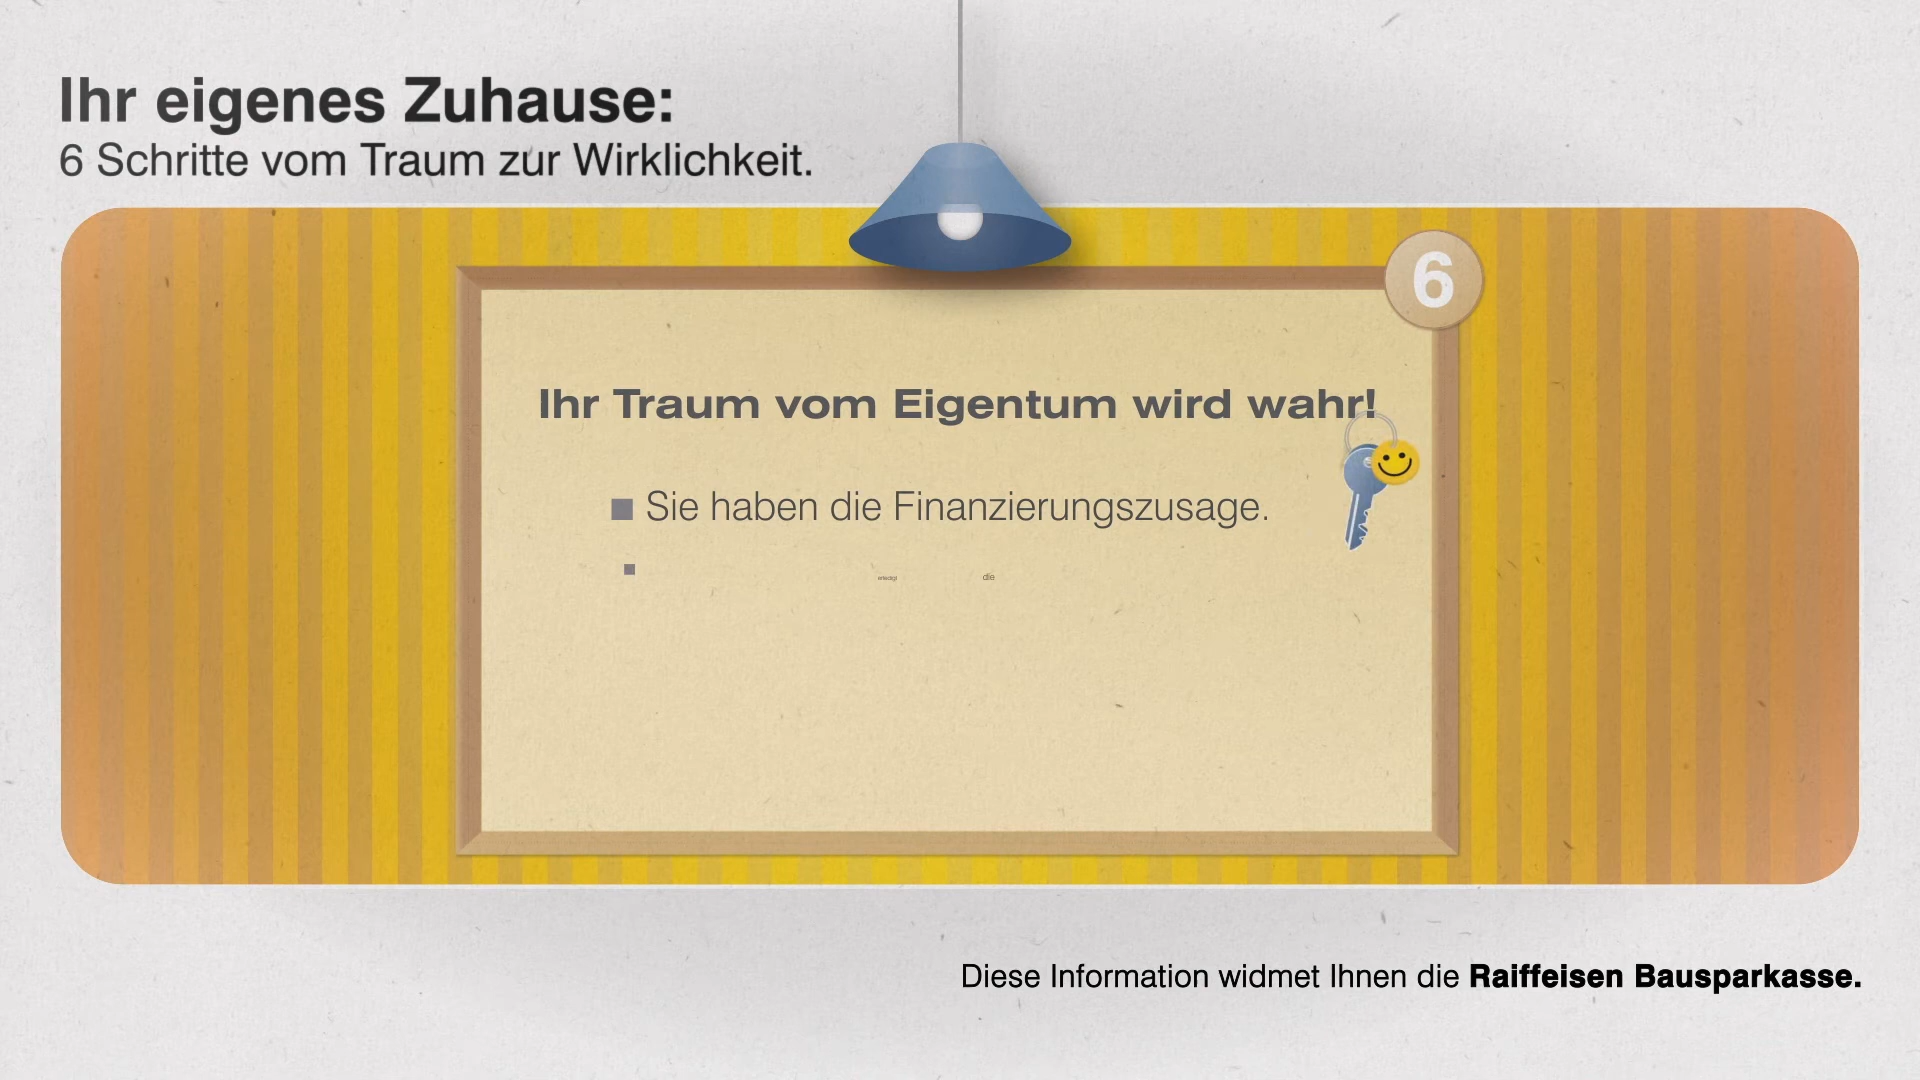 Ihr eigenes Zuhause:
6 Schritte vom Traum zur Wirklichkeit.
6
Ihr Traum vom Eigentum wird wahr!
Sie haben die Finanzierungszusage.
erledigt die
Diese Information widmet Ihnen die Raiffeisen Bausparkasse.